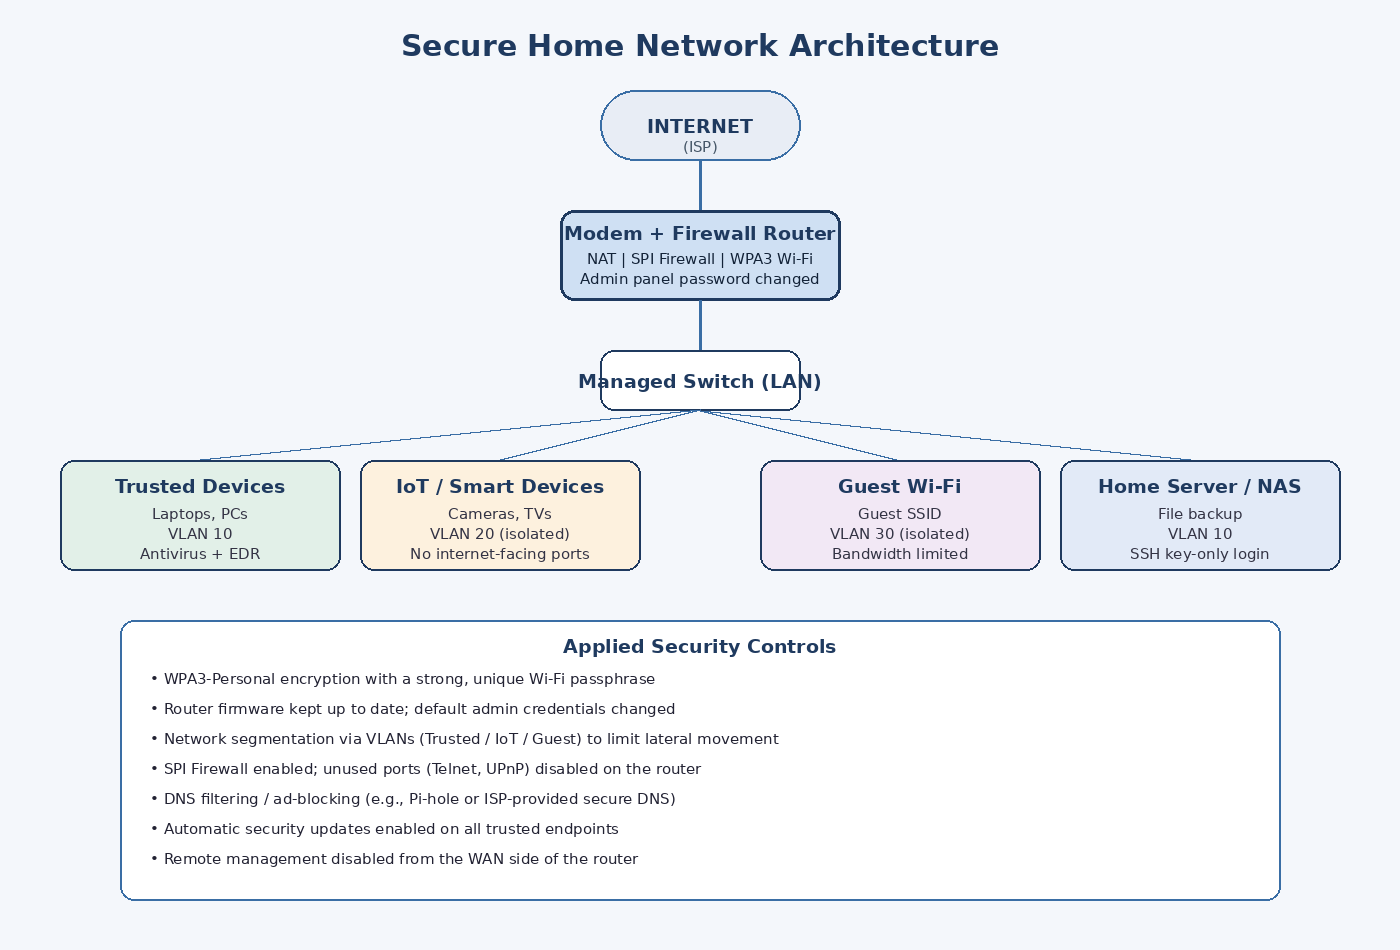 Secure Home Network Architecture
INTERNET
(ISP)
Modem + Firewall Router
NAT | SPI Firewall | WPA3 Wi-Fi
Admin panel password changed
Managed Switch (LAN)
Trusted Devices
Laptops, PCs
VLAN 10
Antivirus + EDR
IoT / Smart Devices
Cameras, TVs
VLAN 20 (isolated)
No internet-facing ports
Guest Wi-Fi
Guest SSID
VLAN 30 (isolated)
Bandwidth limited
Home Server / NAS
File backup
VLAN 10
SSH key-only login
Applied Security Controls
• WPA3-Personal encryption with a strong, unique Wi-Fi passphrase
• Router firmware kept up to date; default admin credentials changed
• Network segmentation via VLANs (Trusted / IoT / Guest) to limit lateral movement
• SPI Firewall enabled; unused ports (Telnet, UPnP) disabled on the router
• DNS filtering / ad-blocking (e.g., Pi-hole or ISP-provided secure DNS)
• Automatic security updates enabled on all trusted endpoints
• Remote management disabled from the WAN side of the router